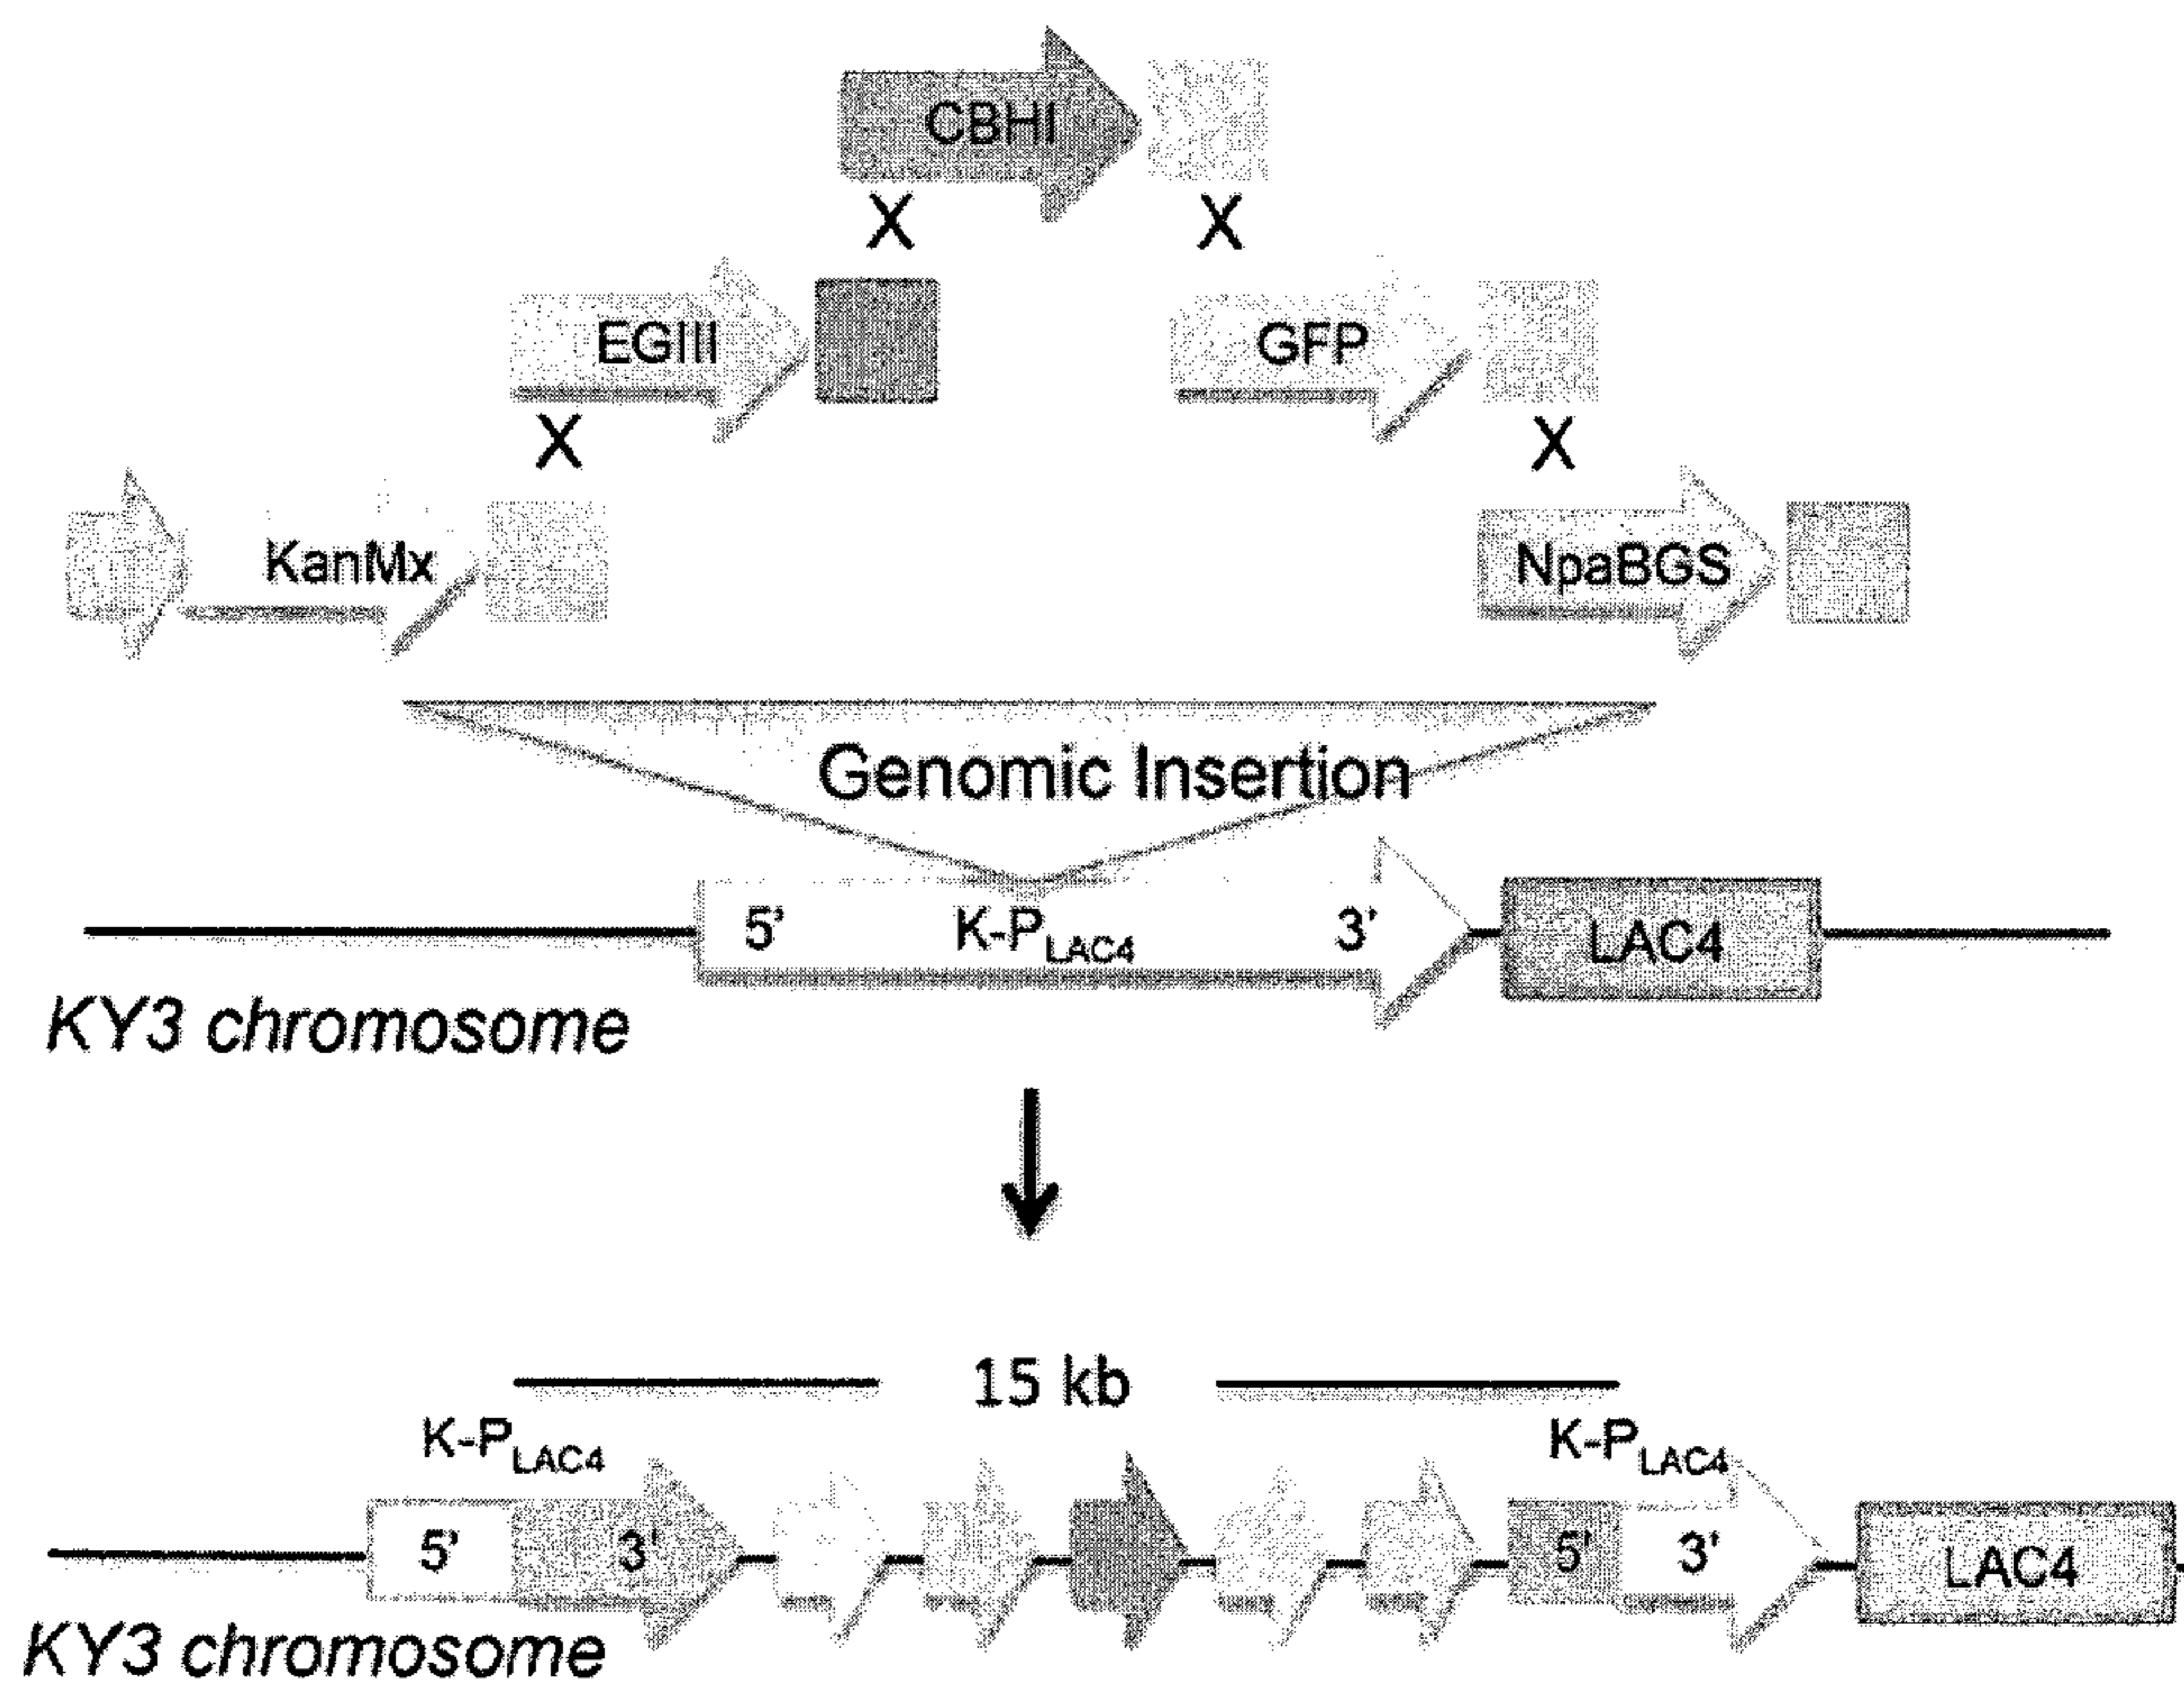 CBHI
EGIII
GFP
KanMx
NpaBGS
Genomic Insertion
5' K-PLAC4 3' LAC4
KY3 chromosome
15 kb
K-PLAC4 K-PLAC4
5' 3' 5' 3' LAC4
KY3 chromosome